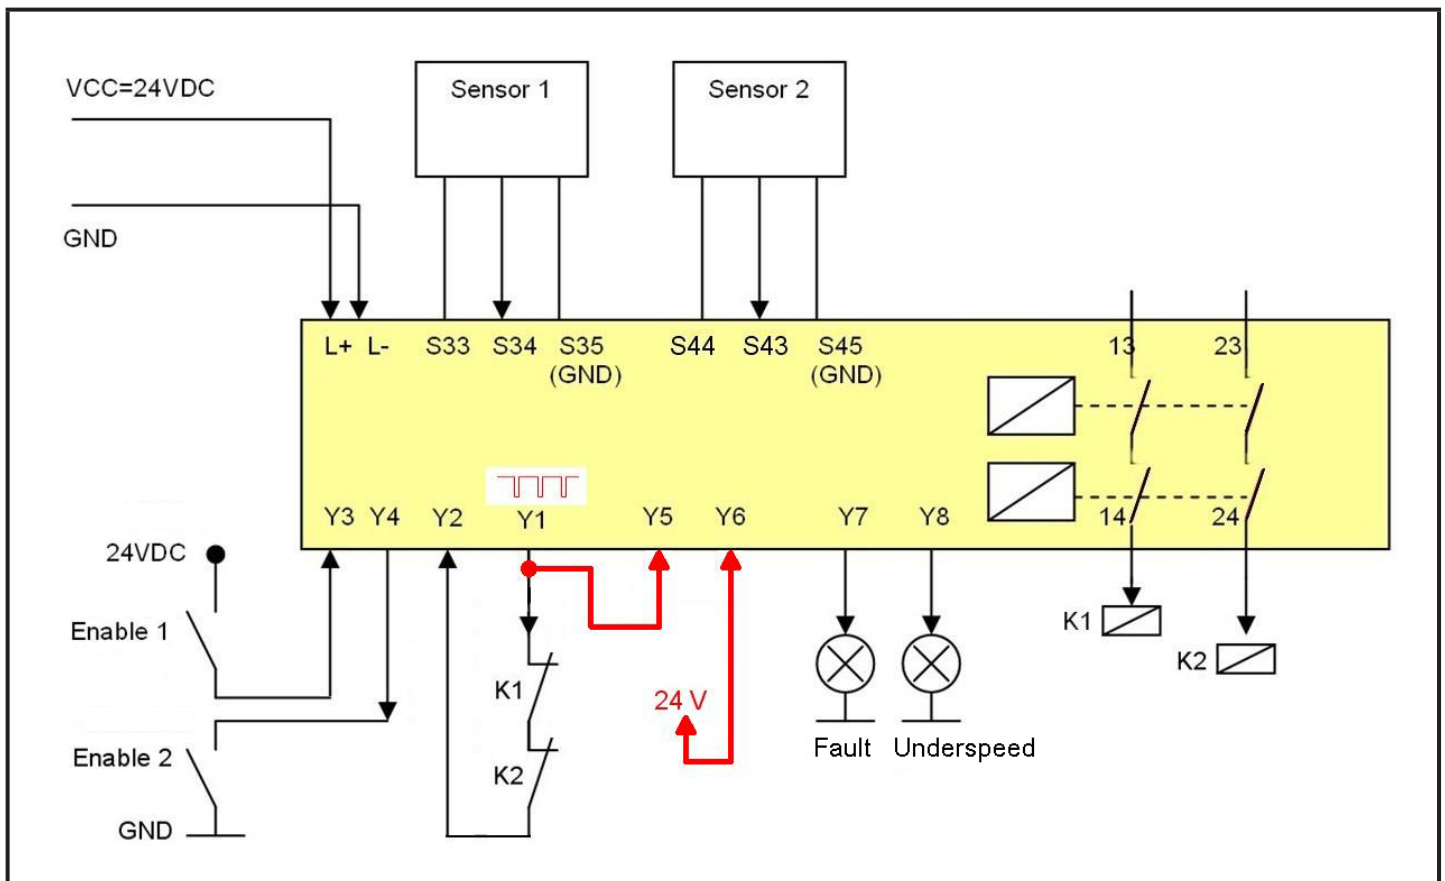 VCC=24VDC
GND
Sensor 1
Sensor 2
L+ L- S33 S34 S35 S44 S43 S45 13 23
(GND) (GND)
Y3 Y4 Y2 Y1 Y5 Y6 Y7 Y8 14 24
24VDC
Enable 1
Enable 2
GND
K1
K2
24 V
Fault Underspeed
K1
K2